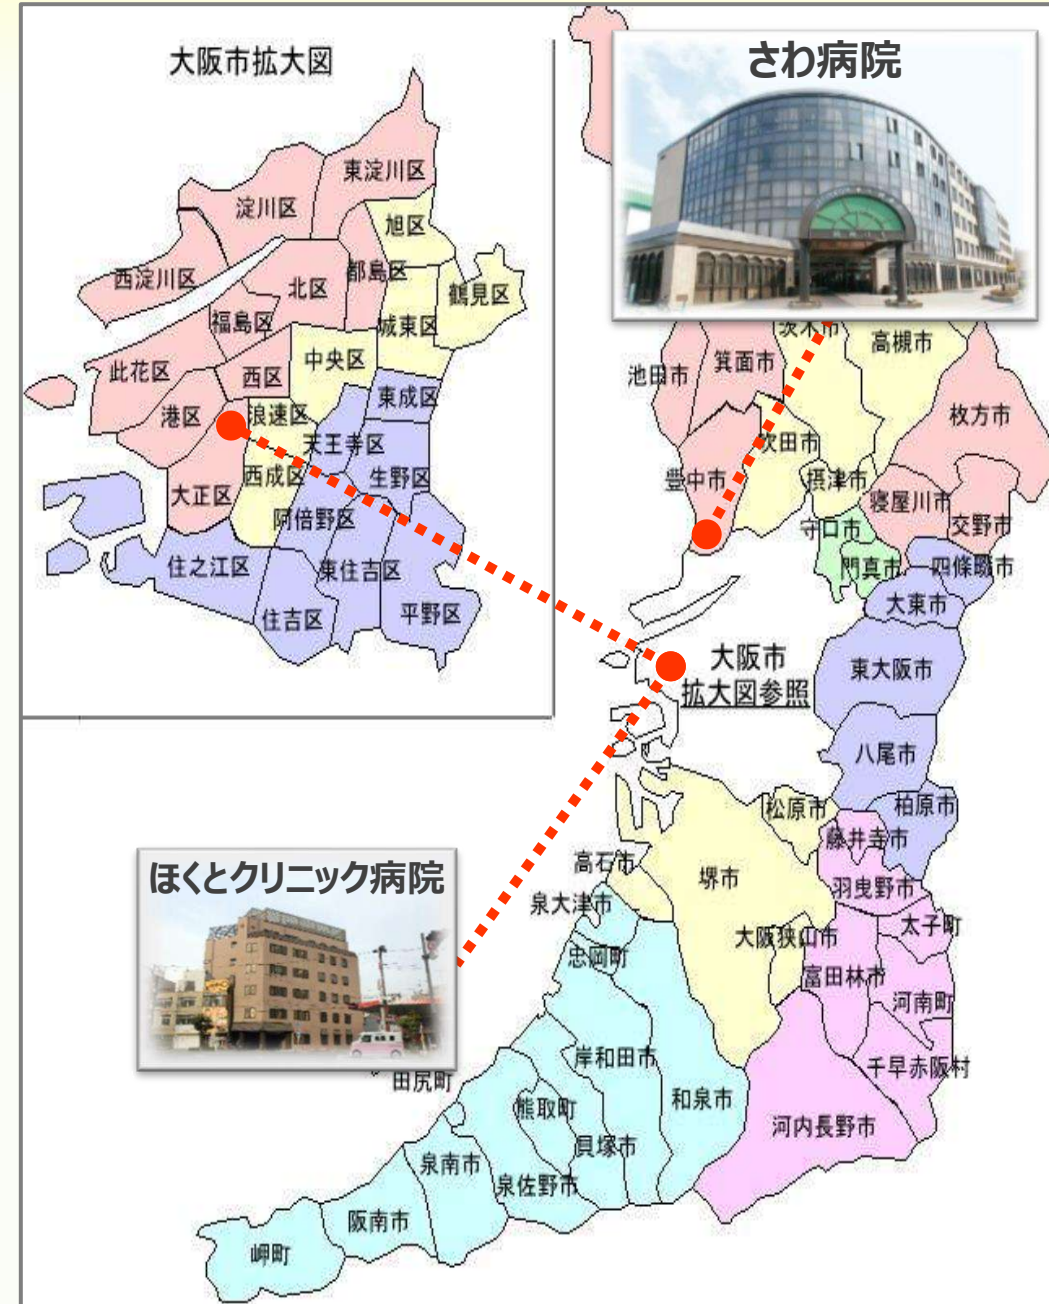 大阪市拡大図
東淀川区
淀川区
旭区
西淀川区
北区
都島区
鶴見区
福島区
城東区
此花区
西区
中央区
港区
浪速区
東成区
天王寺区
大正区
西成区
生野区
阿倍野区
住之江区
東住吉区
住吉区
平野区
さわ病院
茨木市
高槻市
池田市
箕面市
枚方市
吹田市
豊中市
摂津市
寝屋川市
守口市
交野市
門真市
四條畷市
大東市
大阪市
拡大図参照
東大阪市
八尾市
松原市
柏原市
藤井寺市
高石市
堺市
羽曳野市
泉大津市
太子町
大阪狭山市
忠岡町
富田林市
河南町
ほくとクリニック病院
岸和田市
千早赤阪村
田尻町
熊取町
和泉市
河内長野市
貝塚市
泉南市
泉佐野市
阪南市
岬町